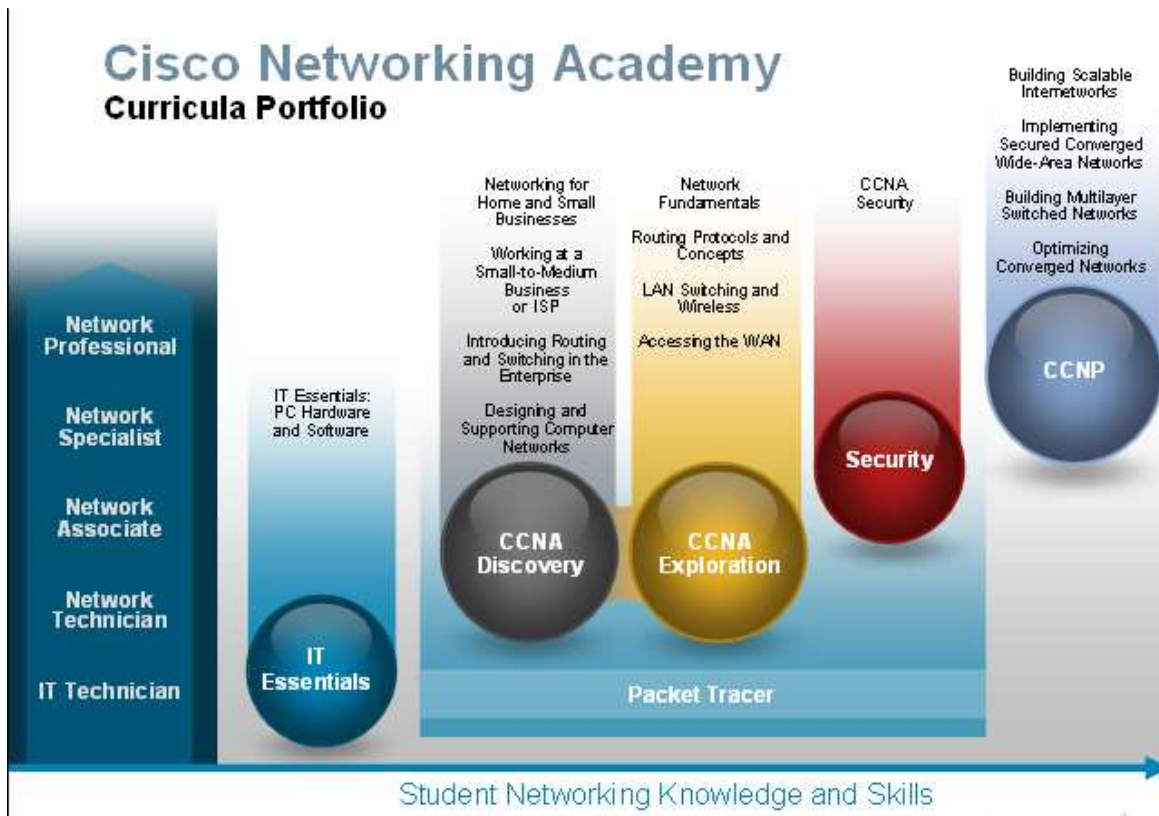 Cisco Networking Academy
Curricula Portfolio
Network
Professional
Network
Specialist
Network
Associate
Network
Technician
IT Technician
IT Essentials:
PC Hardware
and Software
IT
Essentials
Networking for
Home and Small
Businesses
Working at a
Small-to-Medium
Business
or ISP
Introducing Routing
and Switching in the
Enterprise
Designing and
Supporting Computer
Networks
CCNA
Discovery
Network
Fundamentals
Routing Protocols and
Concepts
LAN Switching and
Wireless
Accessing the WAN
CCNA
Exploration
CCNA
Security
Security
Building Scalable
Internetworks
Implementing
Secured Converged
Wide-Area Networks
Building Multilayer
Switched Networks
Optimizing
Converged Networks
CCNP
Packet Tracer
Student Networking Knowledge and Skills